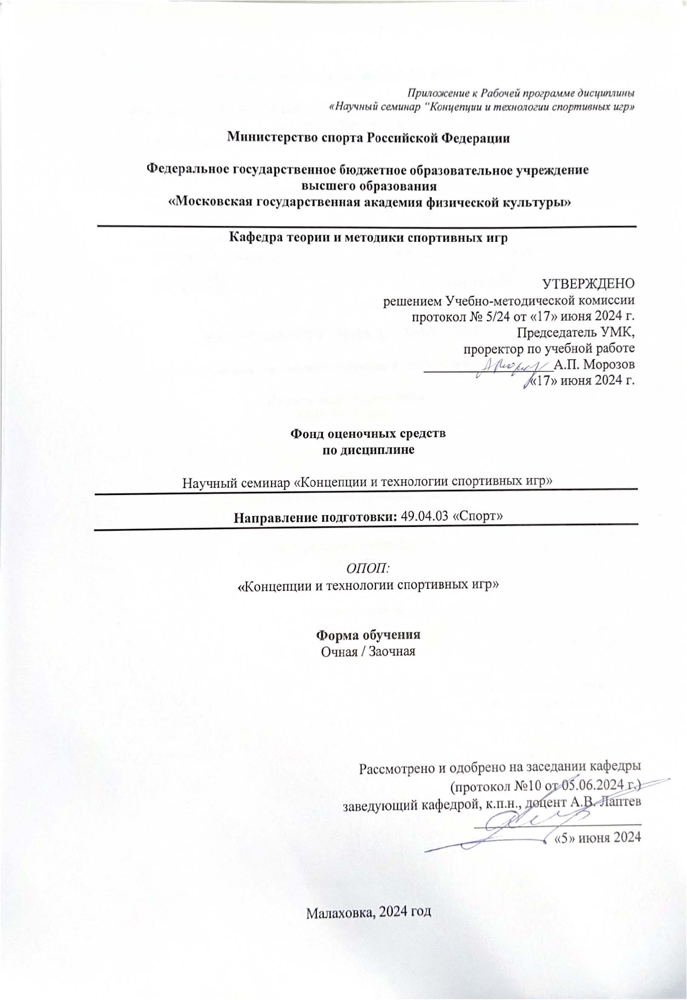 Приложение к Рабочей программе дисциплины
«Научный семинар "Концепции и технологии спортивных игр»
Министерство спорта Российской Федерации
Федеральное государственное бюджетное образовательное учреждение
высшего образования
«Московская государственная академия физической культуры»
Кафедра теории и методики спортивных игр
УТВЕРЖДЕНО
решением Учебно-методической комиссии
протокол № 5/24 от «17» июня 2024 г.
Председатель УМК,
проректор по учебной работе
А.П. Морозов
«17» июня 2024 г.
Фонд оценочных средств
по дисциплине
Научный семинар «Концепции и технологии спортивных игр»
Направление подготовки: 49.04.03 «Спорт»
ОПОП:
«Концепции и технологии спортивных игр»
Форма обучения
Очная / Заочная
Рассмотрено и одобрено на заседании кафедры
(протокол №10 от 05.06.2024 г.)
заведующий кафедрой, к.п.н., доцент А.В. Лаптев
«5» июня 2024
Малаховка, 2024 год